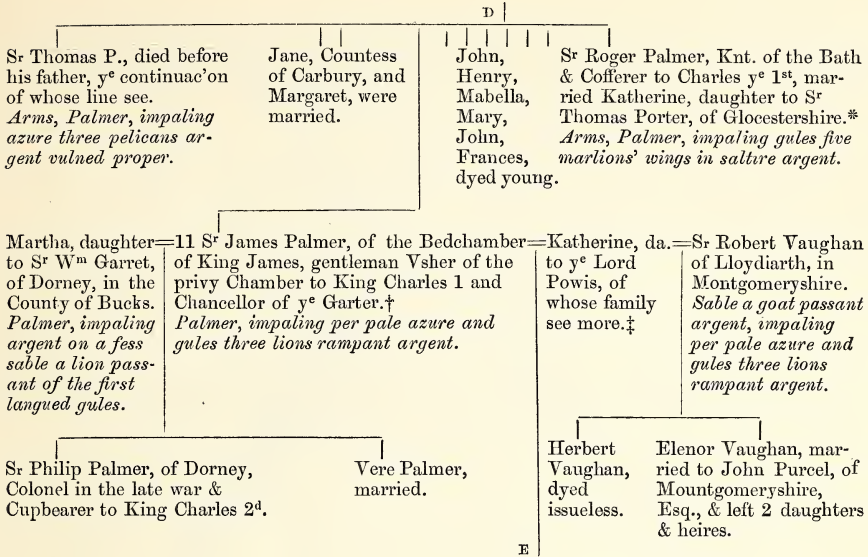 D
Sr Thomas P., died before
his father, ye continuac'on
of whose line see.
Arms, Palmer, impaling
azure three pelicans ar-
gent vulned proper.
Jane, Countess
of Carbury, and
Margaret, were
married.
John,
Henry,
Mabella,
Mary,
John,
Frances,
dyed young.
Sr Roger Palmer, Knt. of the Bath
& Cofferer to Charles ye 1st, mar-
ried Katherine, daughter to Sr
Thomas Porter, of Glocestershire.*
Arms, Palmer, impaling gules five
marlions' wings in saltire argent.
Martha, daughter=
to Sr Wm Garret,
of Dorney, in the
County of Bucks.
Palmer, impaling
argent on a fess
sable a lion pass-
ant of the first
langued gules.
11 Sr James Palmer, of the Bedchamber=
of King James, gentleman Vsher of the
privy Chamber to King Charles 1 and
Chancellor of ye Garter.†
Palmer, impaling per pale azure and
gules three lions rampant argent.
Katherine, da.=
to ye Lord
Powis, of
whose family
see more.‡
Sr Robert Vaughan
of Lloydiarth, in
Montgomeryshire.
Sable a goat passant
argent, impaling
per pale azure and
gules three lions
rampant argent.
Sr Philip Palmer, of Dorney,
Colonel in the late war &
Cupbearer to King Charles 2d.
Vere Palmer,
married.
Herbert
Vaughan,
dyed
issueless.
Elenor Vaughan, mar-
ried to John Purcel, of
Mountgomeryshire,
Esq., & left 2 daughters
& heires.
E